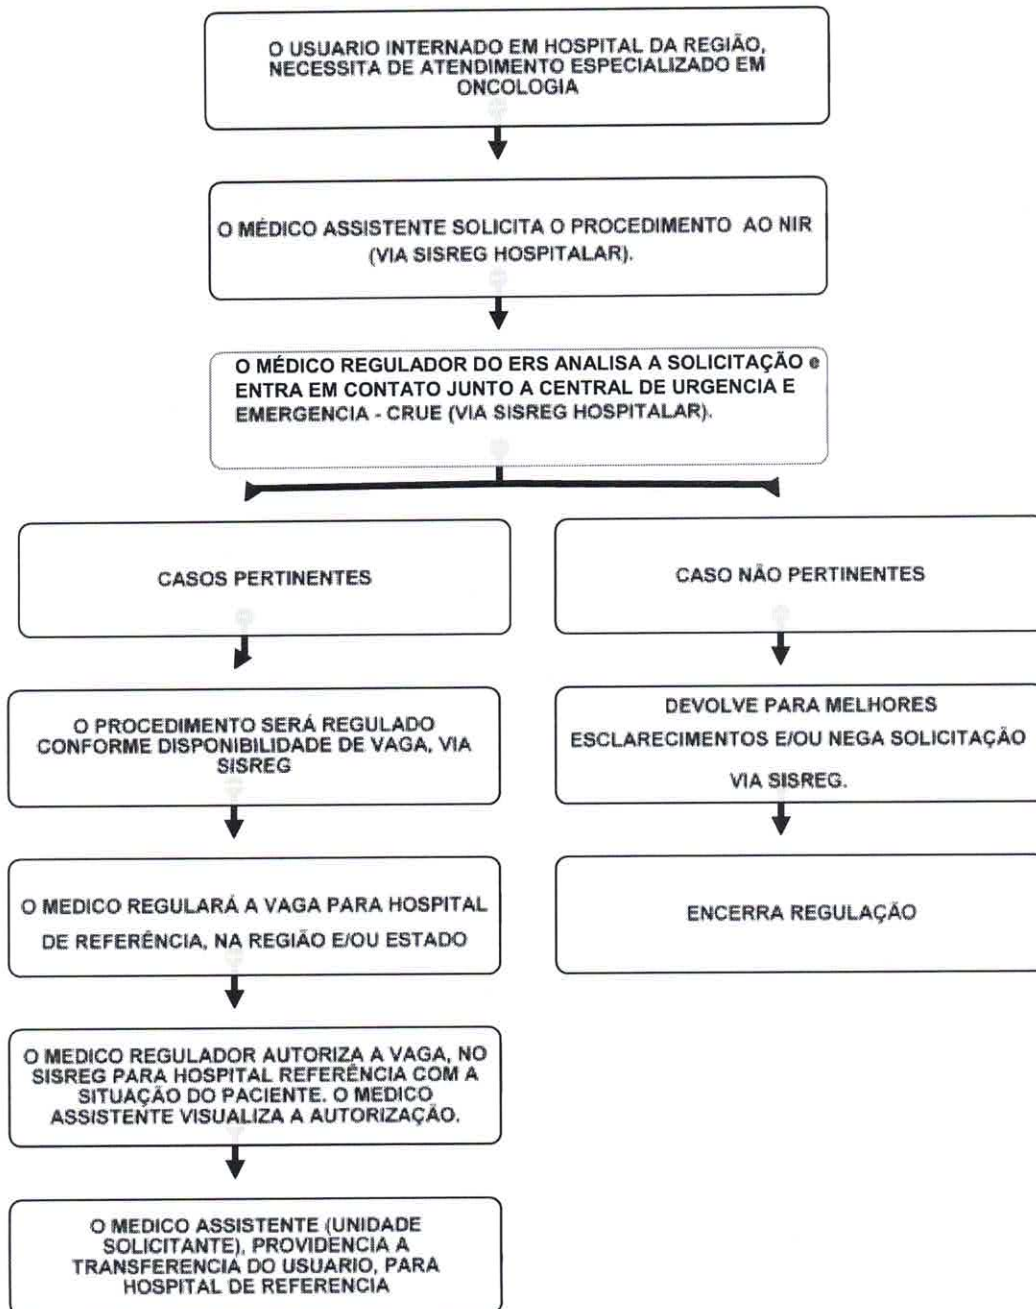 O USUARIO INTERNADO EM HOSPITAL DA REGIÃO,
NECESSITA DE ATENDIMENTO ESPECIALIZADO EM
ONCOLOGIA
O MÉDICO ASSISTENTE SOLICITA O PROCEDIMENTO AO NIR
(VIA SISREG HOSPITALAR).
O MÉDICO REGULADOR DO ERS ANALISA A SOLICITAÇÃO e
ENTRA EM CONTATO JUNTO A CENTRAL DE URGENCIA E
EMERGENCIA - CRUE (VIA SISREG HOSPITALAR).
CASOS PERTINENTES
O PROCEDIMENTO SERÁ REGULADO
CONFORME DISPONIBILIDADE DE VAGA, VIA
SISREG
O MEDICO REGULARÁ A VAGA PARA HOSPITAL
DE REFERÊNCIA, NA REGIÃO E/OU ESTADO
O MEDICO REGULADOR AUTORIZA A VAGA, NO
SISREG PARA HOSPITAL REFERÊNCIA COM A
SITUAÇÃO DO PACIENTE. O MEDICO
ASSISTENTE VISUALIZA A AUTORIZAÇÃO.
O MEDICO ASSISTENTE (UNIDADE
SOLICITANTE), PROVIDENCIA A
TRANSFERENCIA DO USUARIO, PARA
HOSPITAL DE REFERENCIA
CASO NÃO PERTINENTES
DEVOLVE PARA MELHORES
ESCLARECIMENTOS E/OU NEGA SOLICITAÇÃO
VIA SISREG.
ENCERRA REGULAÇÃO